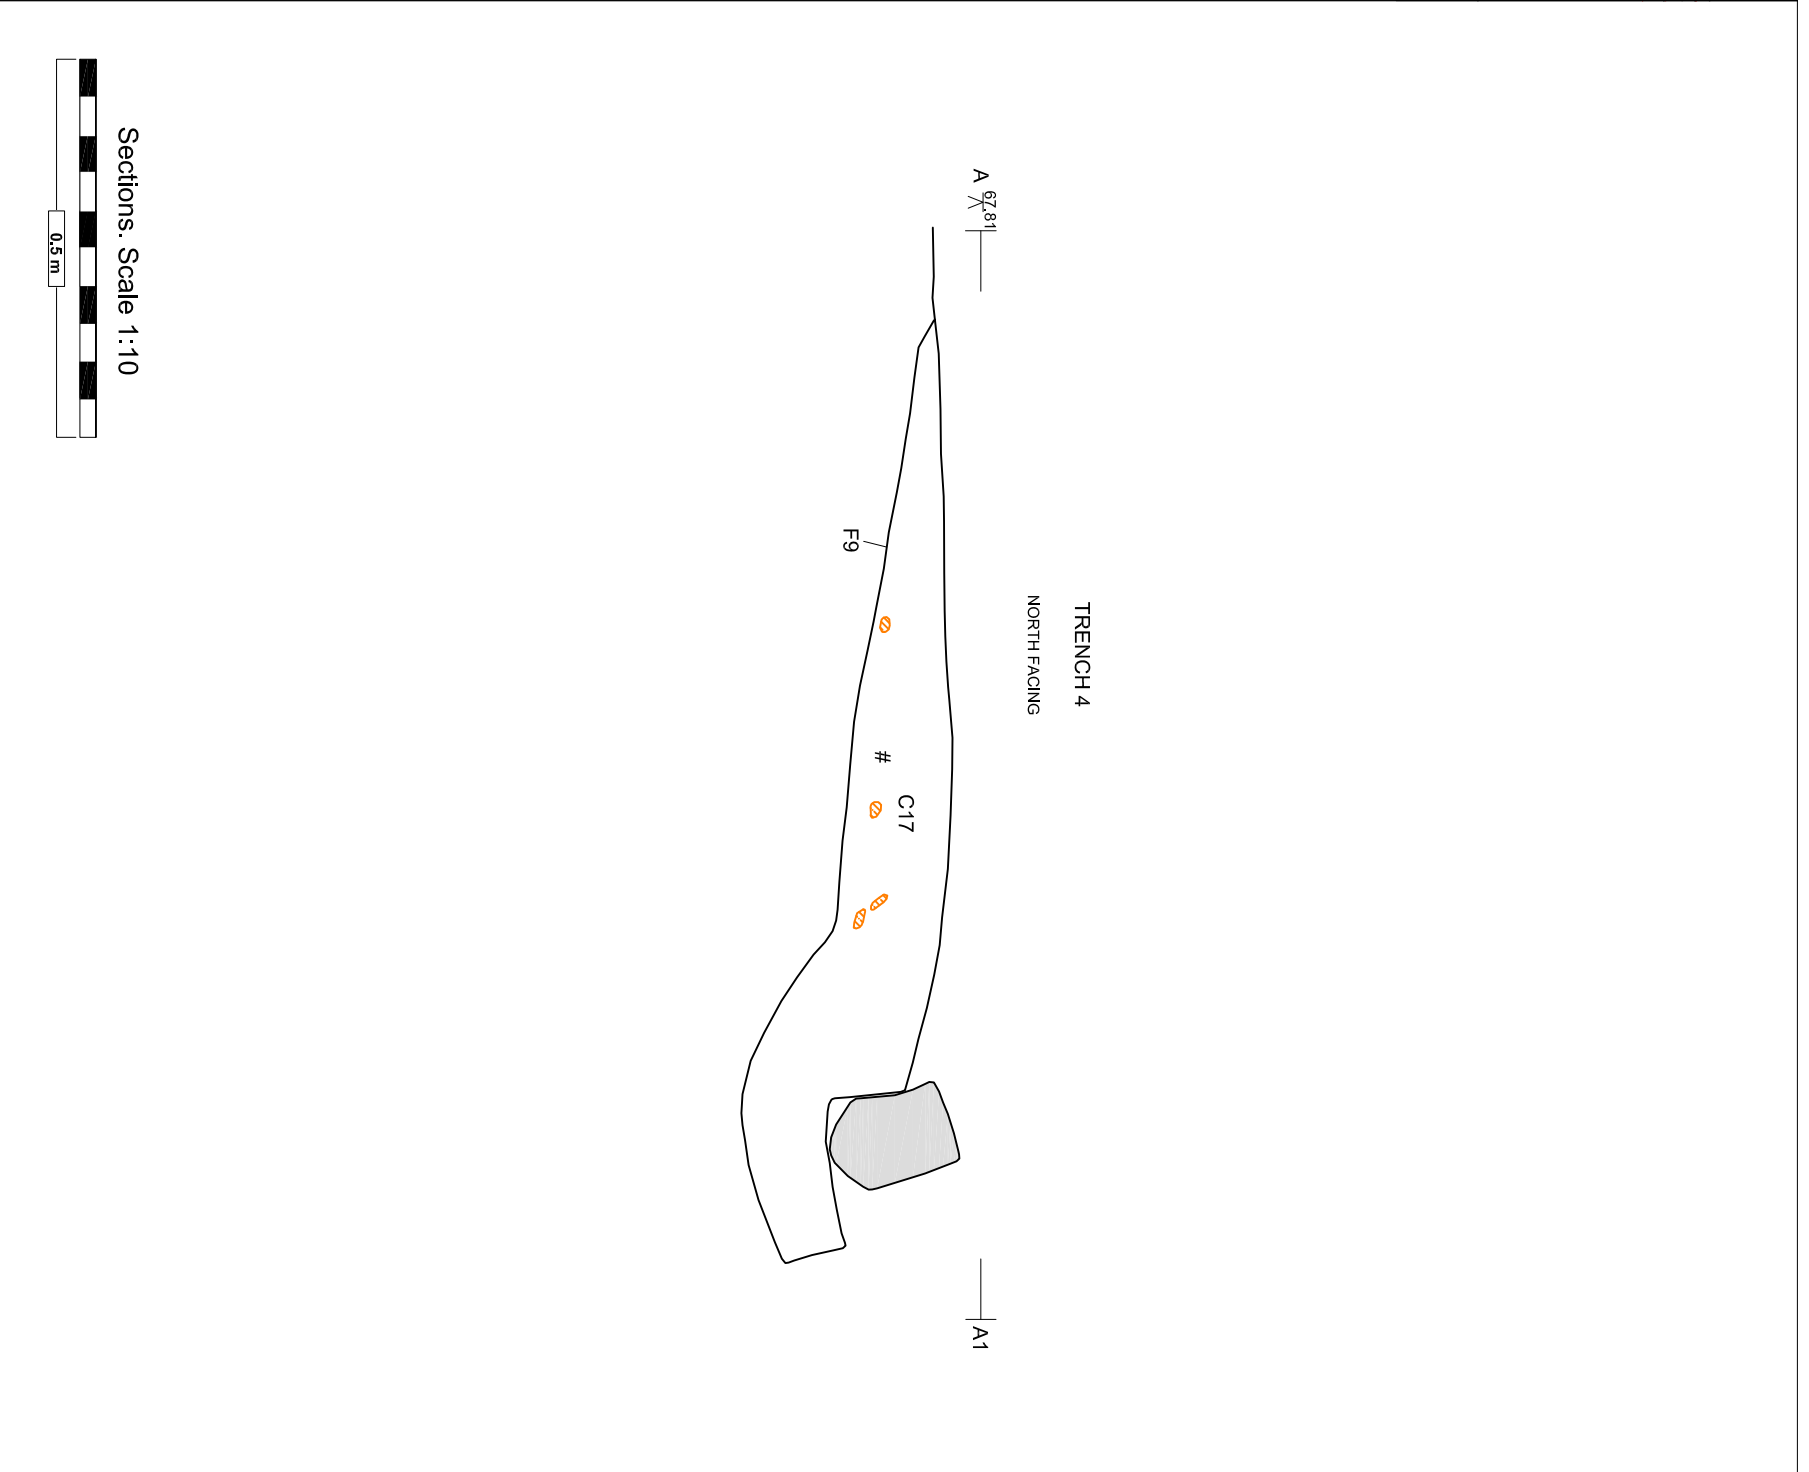 TRENCH 4
NORTH FACING
A
67.81
A1
C17
#
F9
Sections. Scale 1:10
0.5 m